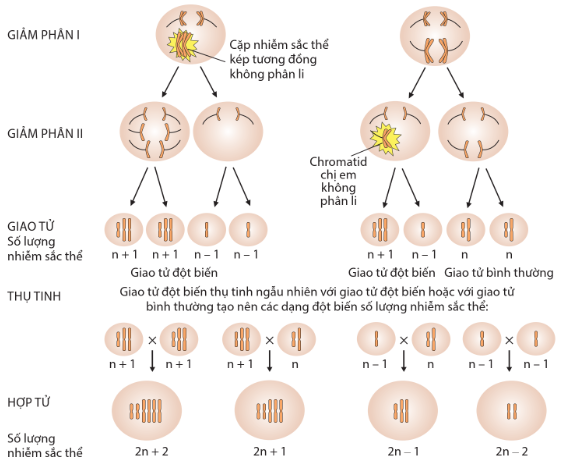 GIẢM PHÂN I
Cặp nhiễm sắc thể
kép tương đồng
không phân li
GIẢM PHÂN II
Chromatid
chị em
không
phân li
GIAO TỬ
Số lượng
nhiễm sắc thể
n + 1 n + 1 n – 1 n – 1 n + 1 n – 1 n n
Giao tử đột biến Giao tử đột biến Giao tử bình thường
THỤ TINH
Giao tử đột biến thụ tinh ngẫu nhiên với giao tử đột biến hoặc với giao tử
bình thường tạo nên các dạng đột biến số lượng nhiễm sắc thể:
× × × ×
n + 1 n + 1 n + 1 n n – 1 n n – 1 n – 1
HỢP TỬ
Số lượng
nhiễm sắc thể
2n + 2 2n + 1 2n – 1 2n – 2